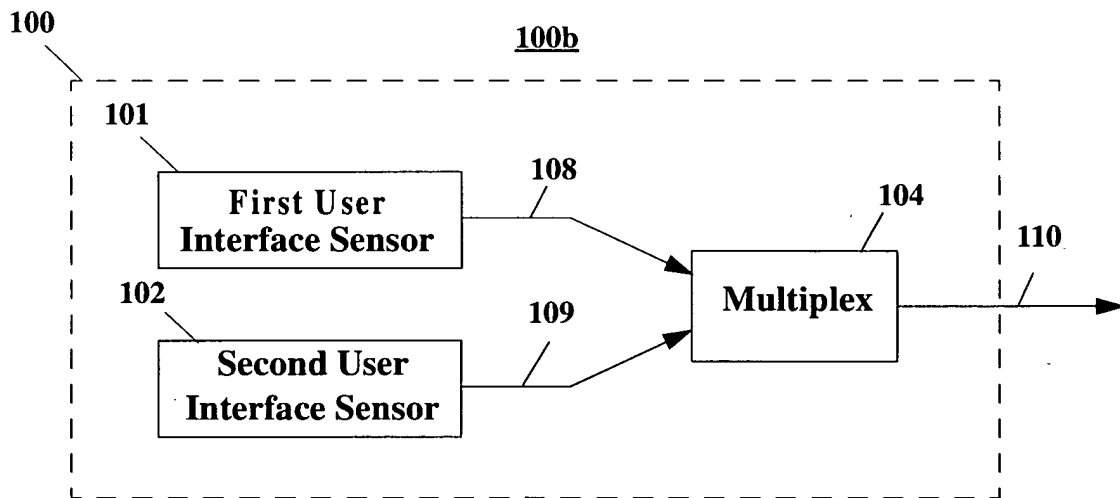 100
100b
101
First User
Interface Sensor
108
104
110
Multiplex
102
109
Second User
Interface Sensor